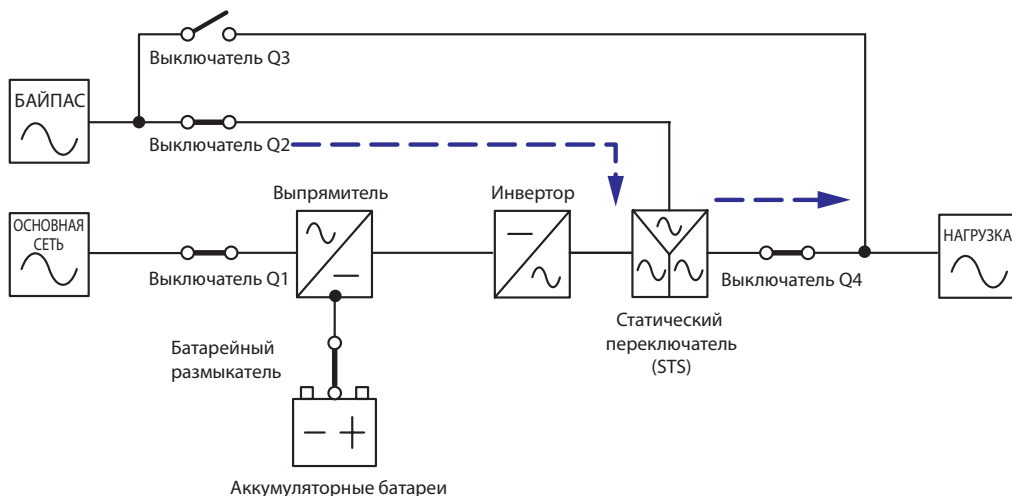 Выключатель Q3
БАЙПАС
Выключатель Q2
Выпрямитель
Инвертор
ОСНОВНАЯ
СЕТЬ
НАГРУЗКА
Выключатель Q1
Выключатель Q4
Статический
переключатель
(STS)
Батарейный
размыкатель
Аккумуляторные батареи